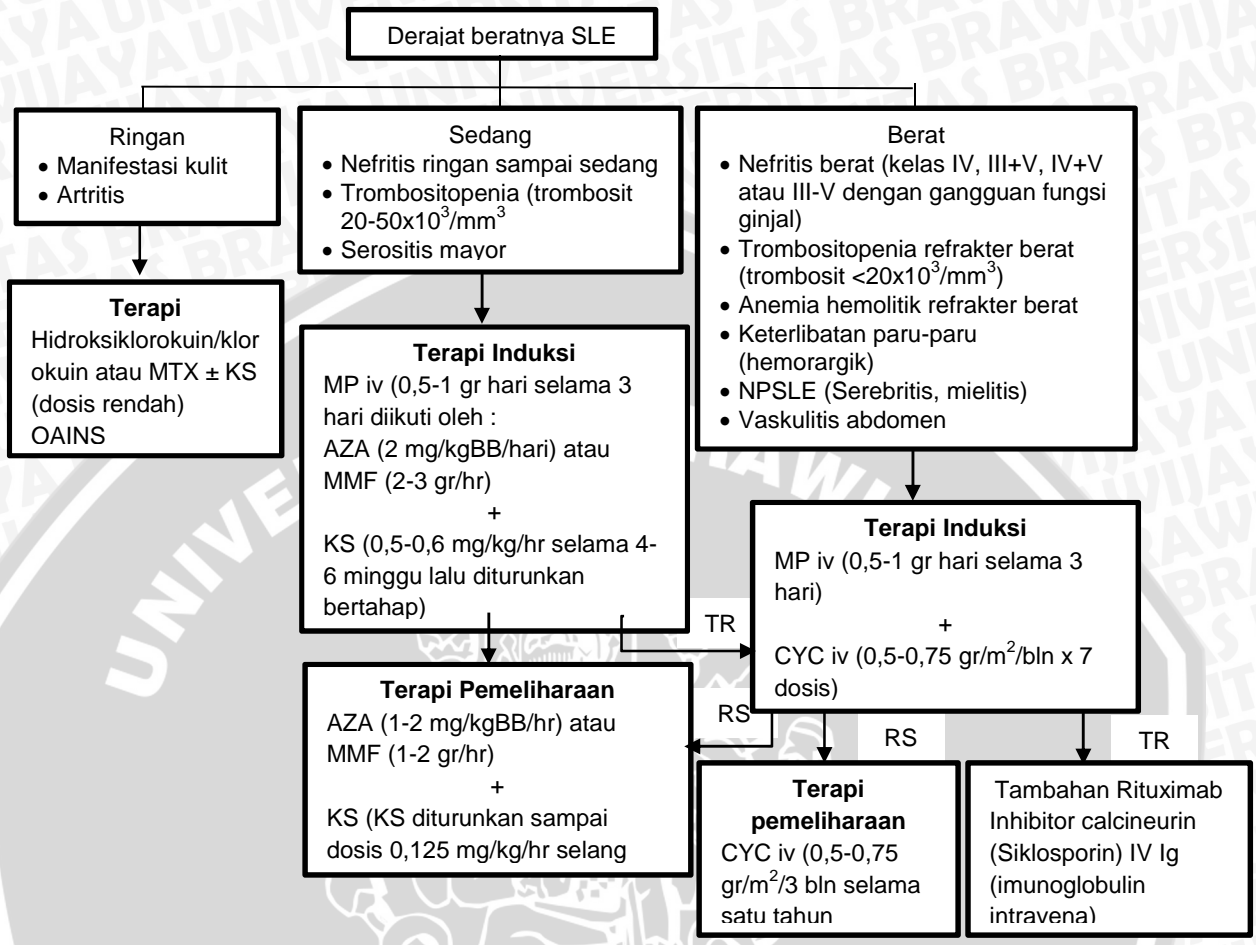 Derajat beratnya SLE
Ringan
• Manifestasi kulit
• Artritis
Sedang
• Nefritis ringan sampai sedang
• Trombositopenia (trombosit
20-50x10³/mm³
• Serositis mayor
Berat
• Nefritis berat (kelas IV, III+V, IV+V
atau III-V dengan gangguan fungsi
ginjal)
• Trombositopenia refrakter berat
(trombosit <20x10³/mm³)
• Anemia hemolitik refrakter berat
• Keterlibatan paru-paru
(hemorargik)
• NPSLE (Serebritis, mielitis)
• Vaskulitis abdomen
Terapi
Hidroksiklorokuin/klor
okuin atau MTX ± KS
(dosis rendah)
OAINS
Terapi Induksi
MP iv (0,5-1 gr hari selama 3
hari diikuti oleh :
AZA (2 mg/kgBB/hari) atau
MMF (2-3 gr/hr)
+
KS (0,5-0,6 mg/kg/hr selama 4-
6 minggu lalu diturunkan
bertahap)
TR
Terapi Induksi
MP iv (0,5-1 gr hari selama 3
hari)
+
CYC iv (0,5-0,75 gr/m²/bln x 7
dosis)
RS
RS
TR
Terapi Pemeliharaan
AZA (1-2 mg/kgBB/hr) atau
MMF (1-2 gr/hr)
+
KS (KS diturunkan sampai
dosis 0,125 mg/kg/hr selang
Terapi
pemeliharaan
CYC iv (0,5-0,75
gr/m²/3 bln selama
satu tahun
Tambahan Rituximab
Inhibitor calcineurin
(Siklosporin) IV Ig
(imunoglobulin
intravena)